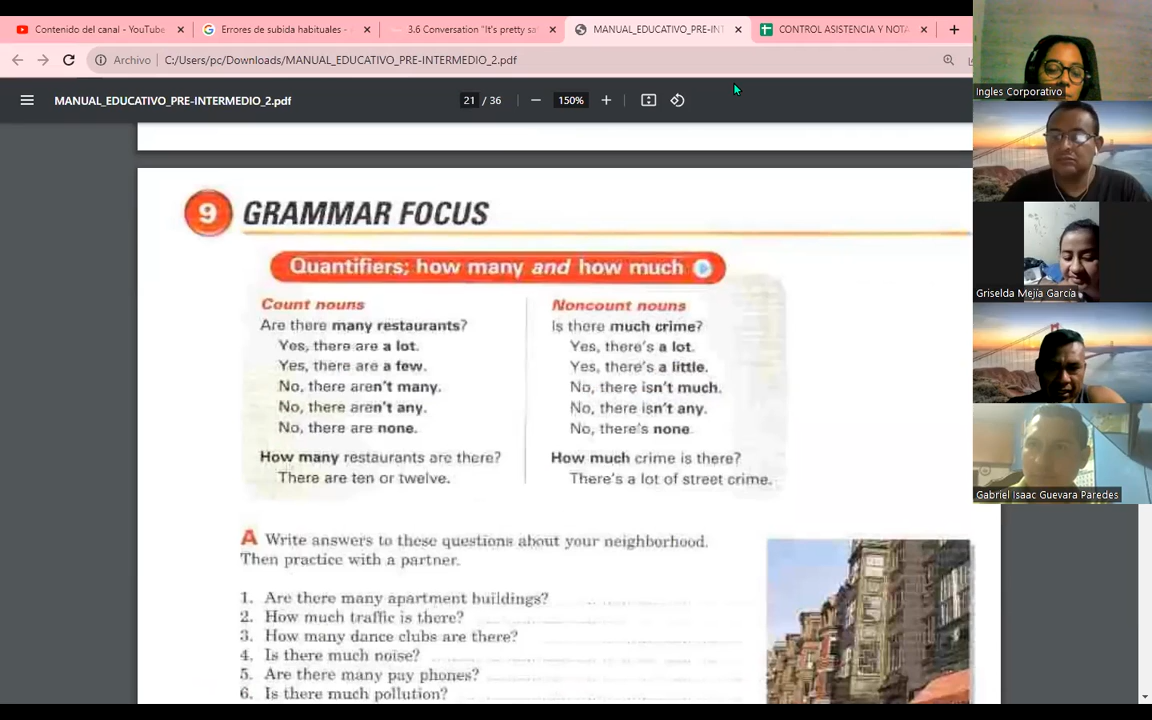 Contenido del canal - YouTube
Errores de subida habituales -
3.6 Conversation "It's pretty sa
MANUAL_EDUCATIVO_PRE-INT
CONTROL ASISTENCIA Y NOTA
Archivo
C:/Users/pc/Downloads/MANUAL_EDUCATIVO_PRE-INTERMEDIO_2.pdf
MANUAL_EDUCATIVO_PRE-INTERMEDIO_2.pdf
21 / 36
150%
Ingles Corporativo
Griselda Mejía García
Gabriel Isaac Guevara Paredes
9 GRAMMAR FOCUS
Quantifiers; how many and how much
Count nouns
Are there many restaurants?
Yes, there are a lot.
Yes, there are a few.
No, there aren't many.
No, there aren't any.
No, there are none.
How many restaurants are there?
There are ten or twelve.
Noncount nouns
Is there much crime?
Yes, there's a lot.
Yes, there's a little.
No, there isn't much.
No, there isn't any.
No, there's none.
How much crime is there?
There's a lot of street crime.
A Write answers to these questions about your neighborhood.
Then practice with a partner.
1. Are there many apartment buildings?
2. How much traffic is there?
3. How many dance clubs are there?
4. Is there much noise?
5. Are there many pay phones?
6. Is there much pollution?